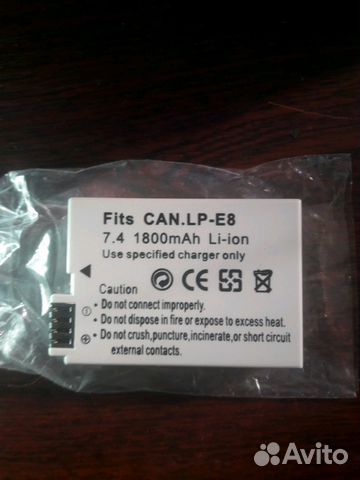 Fits CAN.LP-E8
7.4 1800mAh Li-ion
Use specified charger only
Caution
• Do not connect improperly.
• Do not dispose in fire or expose to excess heat.
• Do not crush,puncture,incinerate,or short circuit
external contacts.
Avito